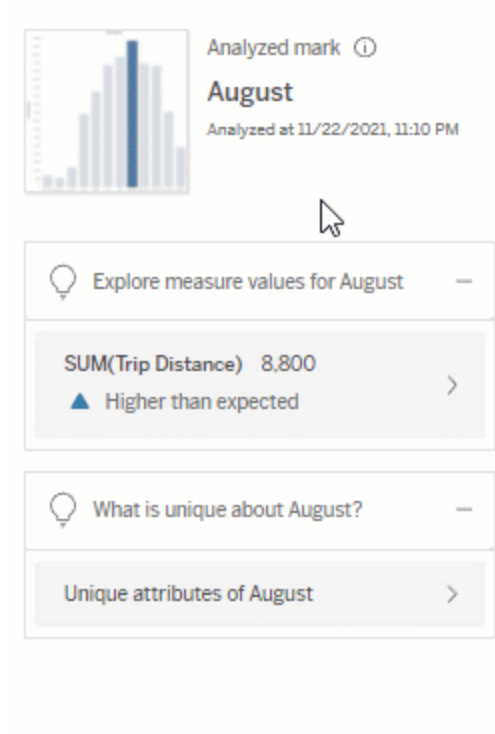 Analyzed mark
August
Analyzed at 11/22/2021, 11:10 PM
Explore measure values for August
SUM(Trip Distance) 8,800
Higher than expected
What is unique about August?
Unique attributes of August